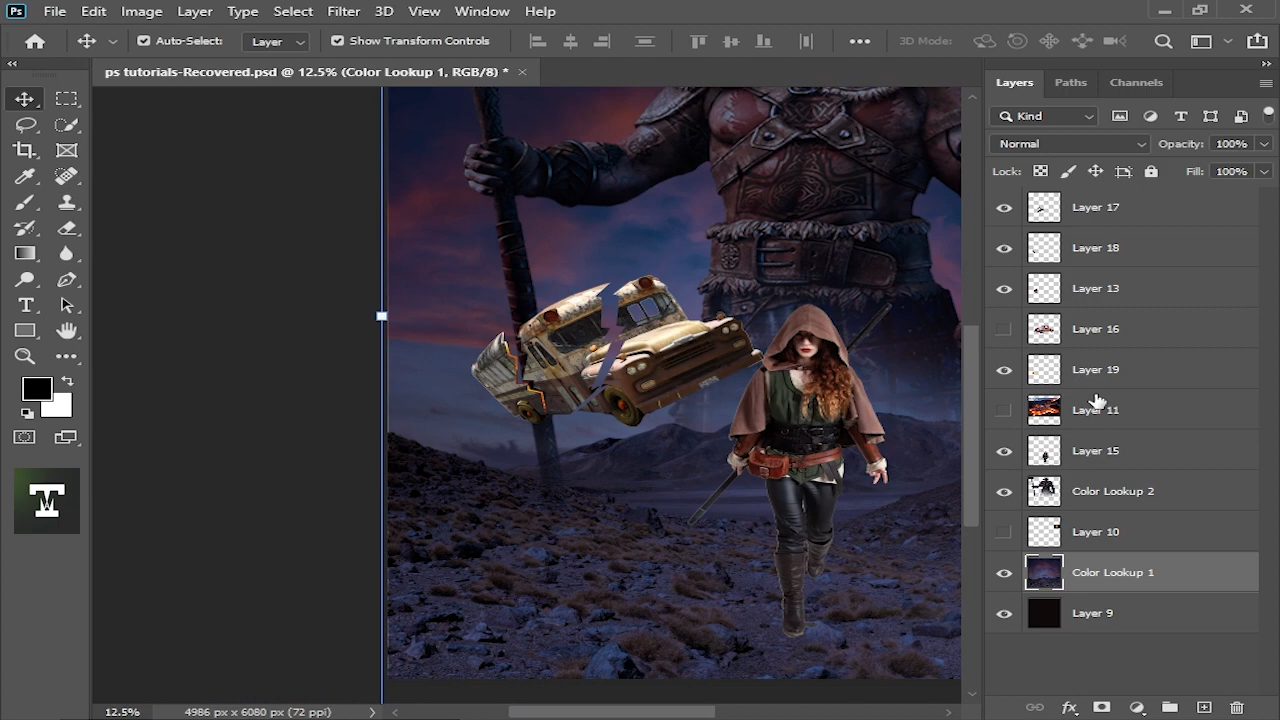 Ps File Edit Image Layer Type Select Filter 3D View Window Help
Auto-Select: Layer Show Transform Controls 3D Mode:
ps tutorials-Recovered.psd @ 12.5% (Color Lookup 1, RGB/8) *
Layers Paths Channels
Kind
Normal Opacity: 100%
Lock: Fill: 100%
Layer 17
Layer 18
Layer 13
Layer 16
Layer 19
Layer 11
Layer 15
Color Lookup 2
Layer 10
Color Lookup 1
Layer 9
12.5% 4986 px x 6080 px (72 ppi)
fx